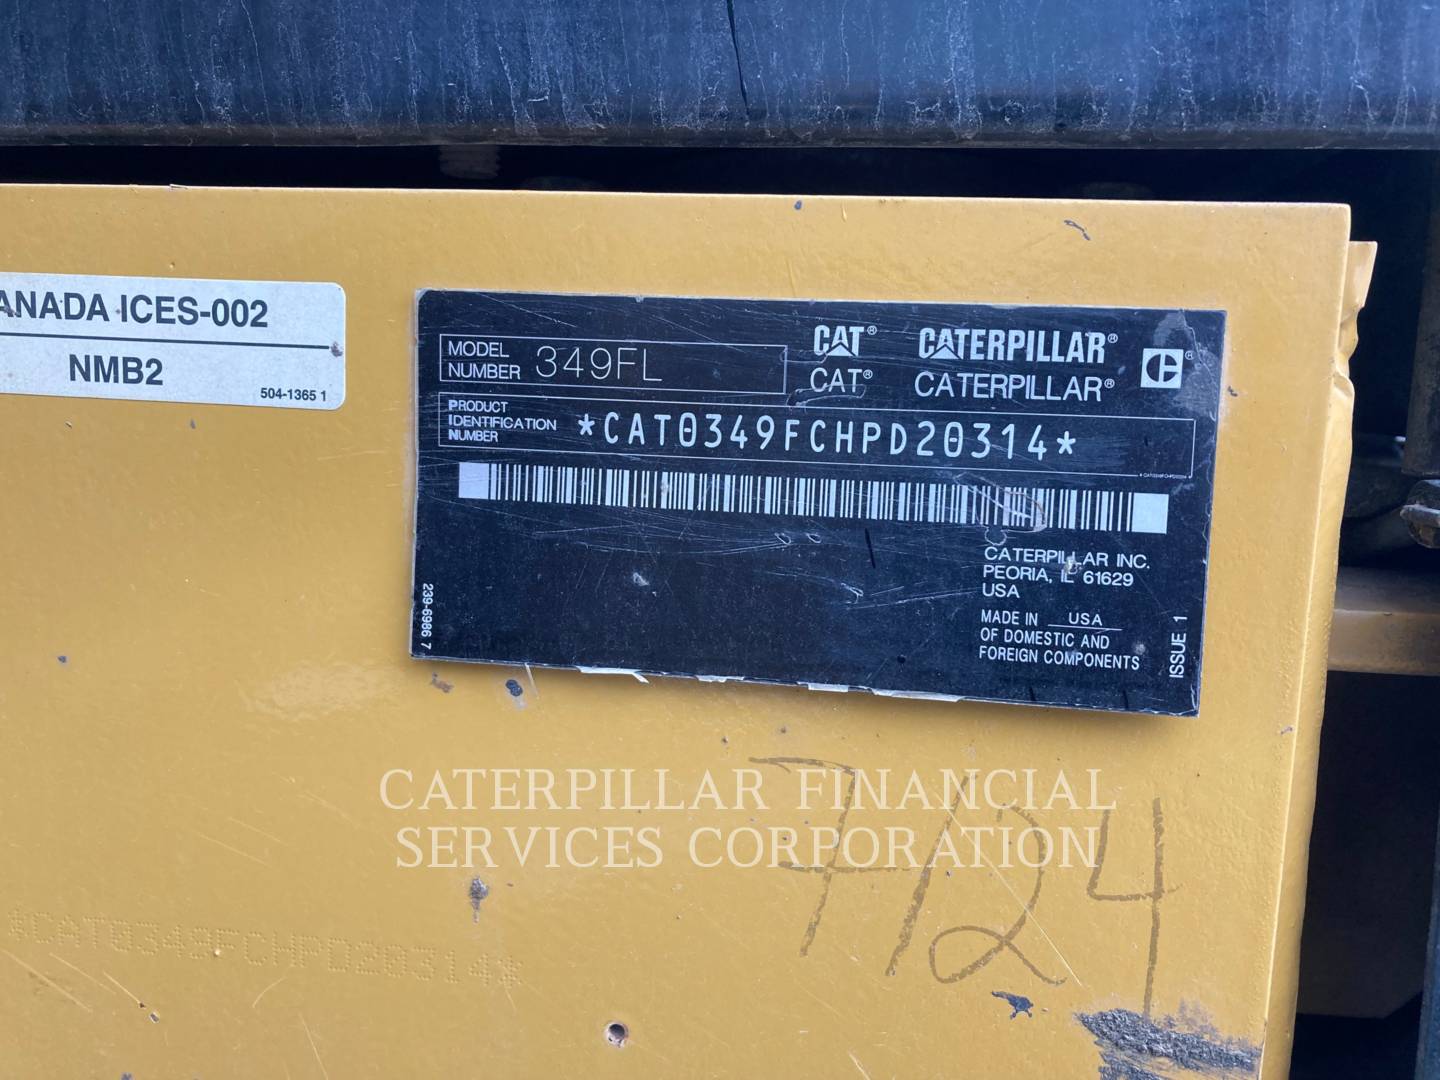 ANADA ICES-002
NMB2
504-1365 1
MODEL NUMBER 349FL
CAT® CATERPILLAR®
CAT® CATERPILLAR®
PRODUCT IDENTIFICATION NUMBER *CAT0349FCHPD20314*
CATERPILLAR INC.
PEORIA, IL 61629
USA
MADE IN USA
OF DOMESTIC AND
FOREIGN COMPONENTS
239-6986 7
ISSUE 1
CATERPILLAR FINANCIAL
SERVICES CORPORATION
7/24
*CAT0349FCHPD20314*